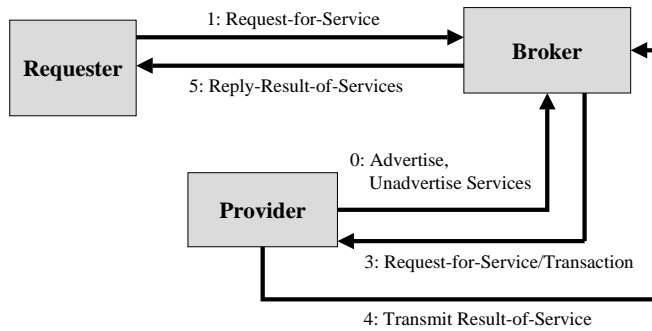 1: Request-for-Service
Requester
Broker
5: Reply-Result-of-Services
0: Advertise,
Unadvertise Services
Provider
3: Request-for-Service/Transaction
4: Transmit Result-of-Service